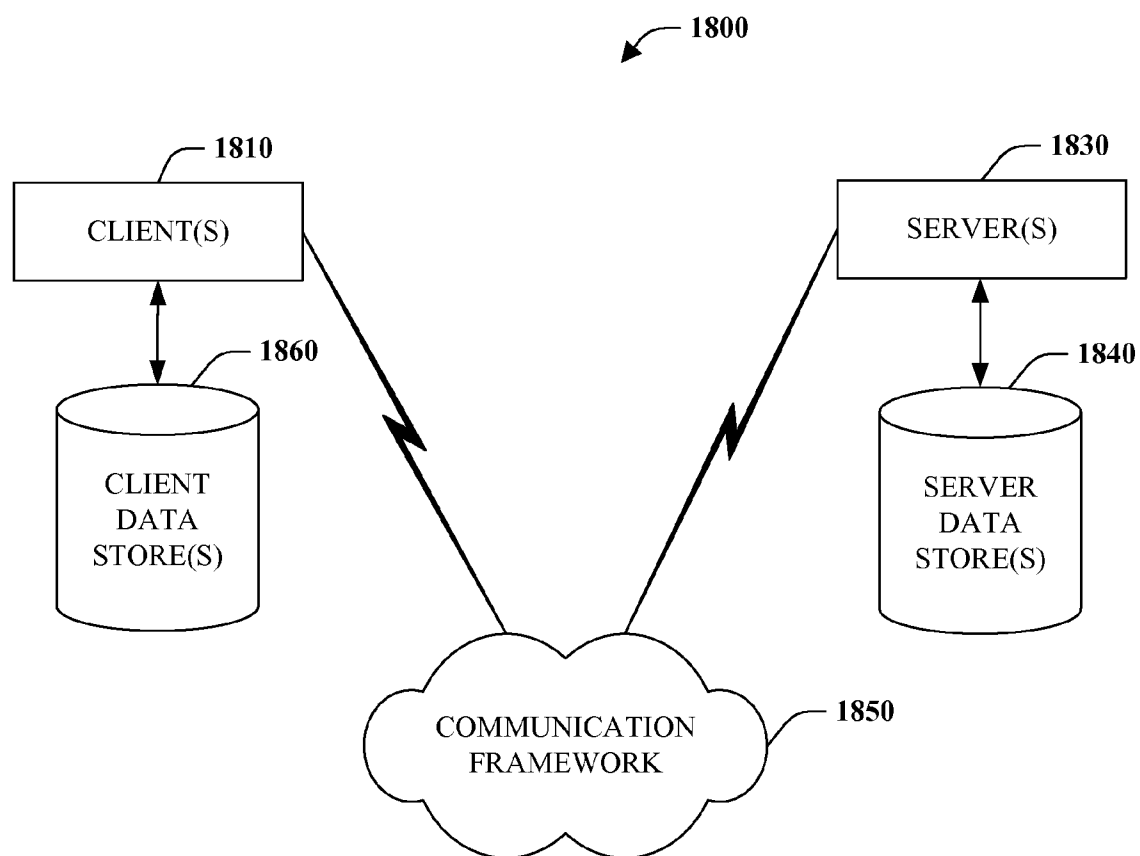 1800
1810
1830
CLIENT(S)
SERVER(S)
1860
1840
CLIENT
DATA
STORE(S)
SERVER
DATA
STORE(S)
1850
COMMUNICATION
FRAMEWORK